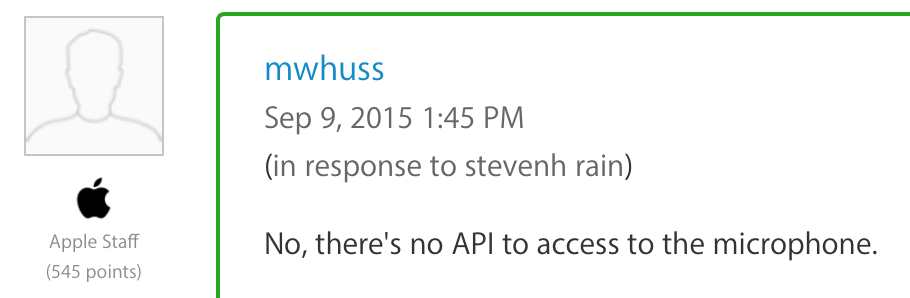 mwhuss
Sep 9, 2015 1:45 PM
(in response to stevenh rain)
No, there's no API to access to the microphone.
Apple Staff
(545 points)